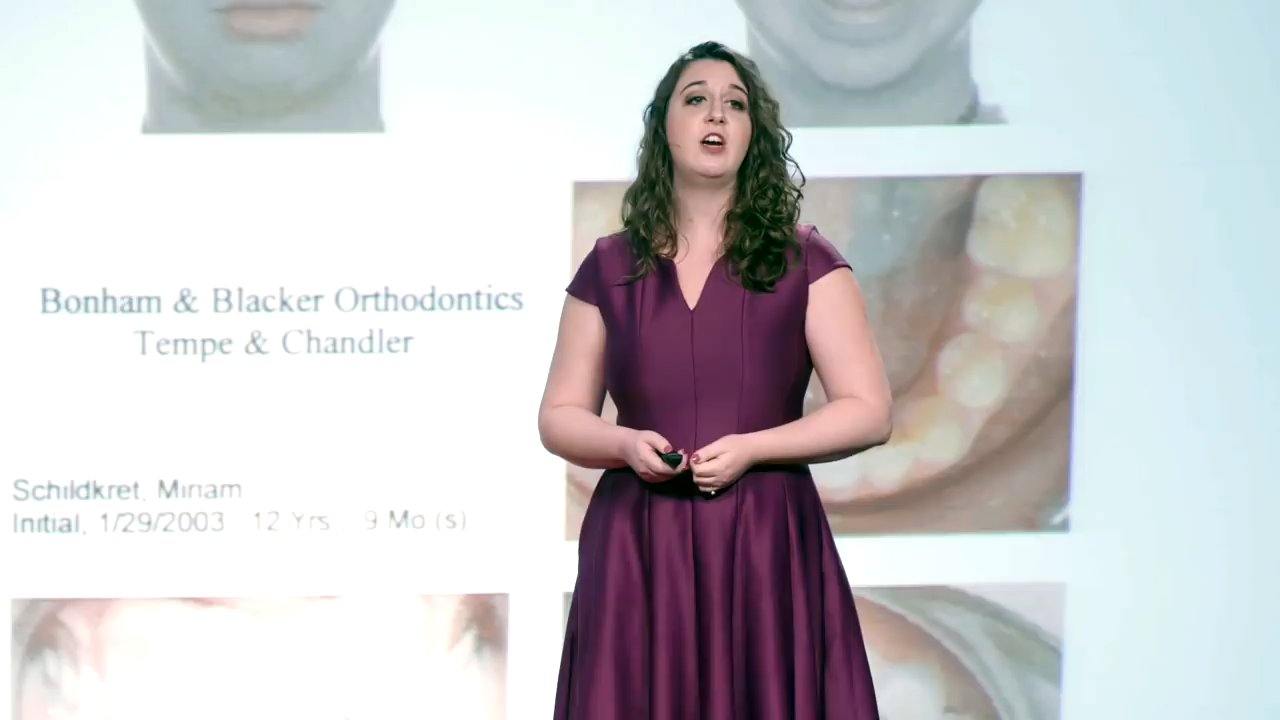 Bonham & Blacker Orthodontics
Tempe & Chandler
Schildkret, Miriam
Initial, 1/29/2003 12 Yrs 9 Mo (s)